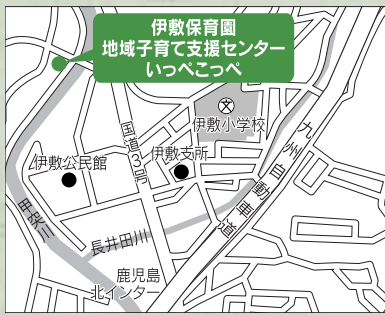 伊敷保育園
地域子育て支援センター
いっぺこっぺ
文
伊敷小学校
国道3号
伊敷支所
伊敷公民館
九州自動車道
甲突川
長井田川
鹿児島
北インター